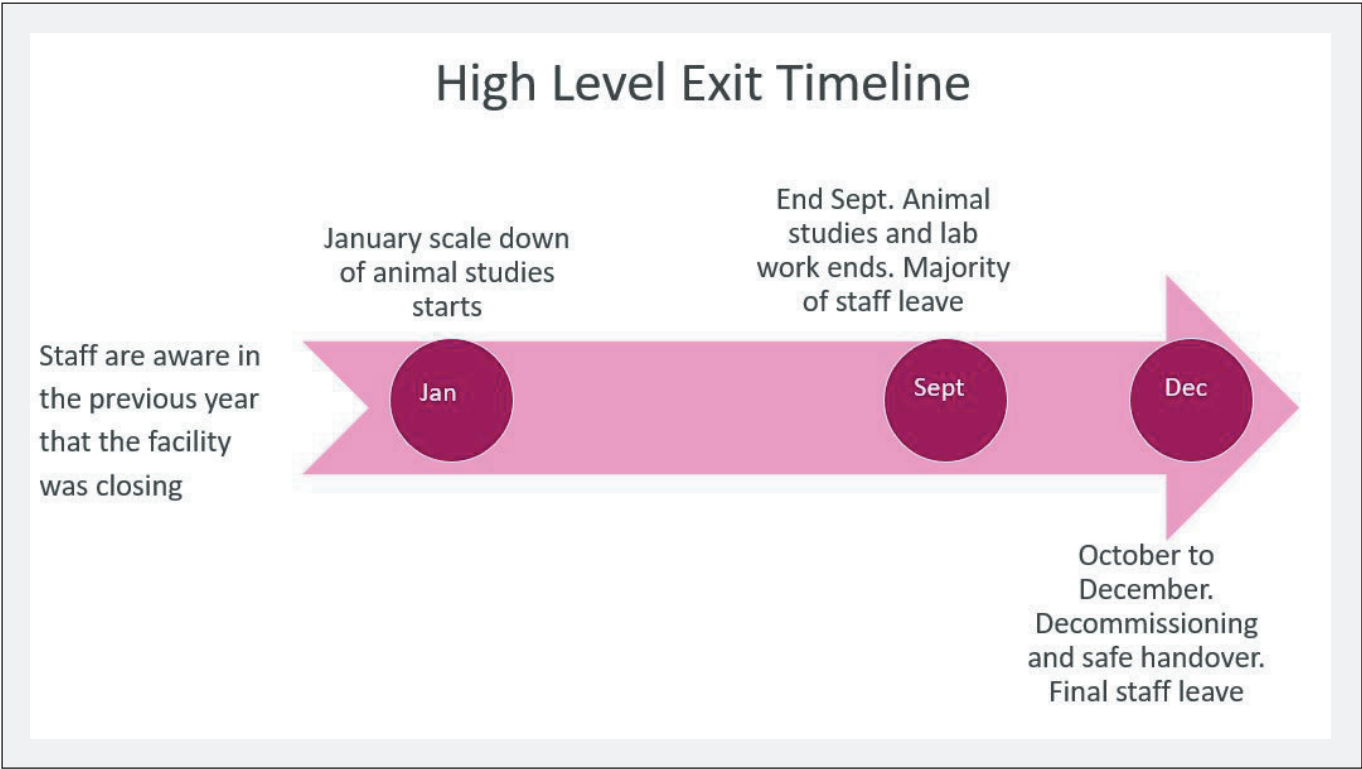 High Level Exit Timeline
Staff are aware in
the previous year
that the facility
was closing
January scale down
of animal studies
starts
Jan
End Sept. Animal
studies and lab
work ends. Majority
of staff leave
Sept
Dec
October to
December.
Decommissioning
and safe handover.
Final staff leave